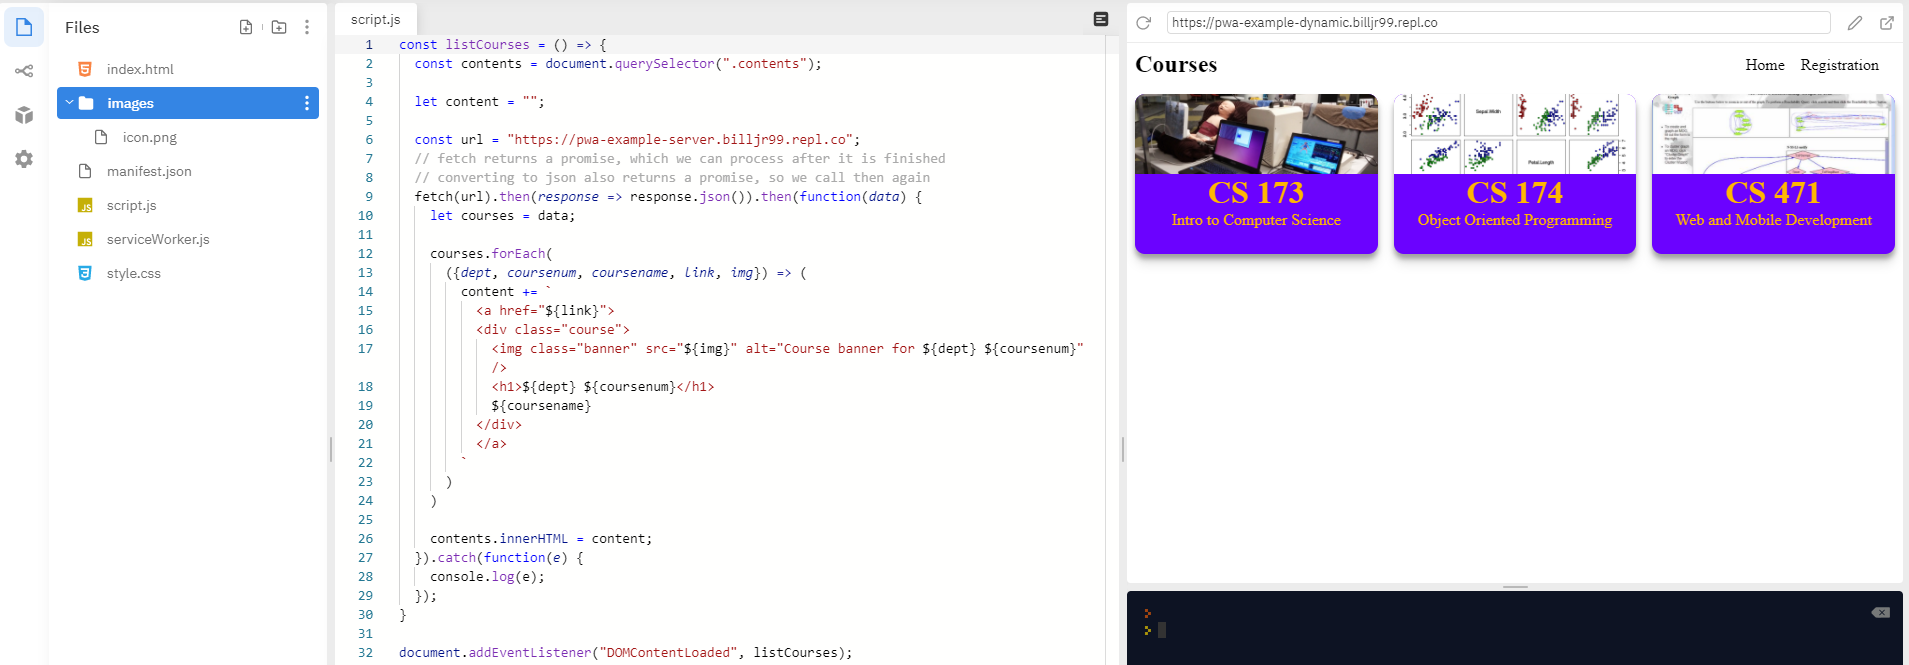 Files
index.html
images
icon.png
manifest.json
script.js
serviceWorker.js
style.css
script.js
1 const listCourses = () => {
2 const contents = document.querySelector(".contents");
3
4 let content = "";
5
6 const url = "https://pwa-example-server.billjr99.repl.co";
7 // fetch returns a promise, which we can process after it is finished
8 // converting to json also returns a promise, so we call then again
9 fetch(url).then(response => response.json()).then(function(data) {
10 let courses = data;
11
12 courses.forEach(
13 ({dept, coursenum, coursename, link, img}) => (
14 content += `
15 <a href="${link}">
16 <div class="course">
17 <img class="banner" src="${img}" alt="Course banner for ${dept} ${coursenum}"
/>
18 <h1>${dept} ${coursenum}</h1>
19 ${coursename}
20 </div>
21 </a>
22 `
23 )
24 )
25
26 contents.innerHTML = content;
27 }).catch(function(e) {
28 console.log(e);
29 });
30 }
31
32 document.addEventListener("DOMContentLoaded", listCourses);
https://pwa-example-dynamic.billjr99.repl.co
Courses
Home Registration
Sepal.Width
Petal.Length
CS 173
Intro to Computer Science
CS 174
Object Oriented Programming
CS 471
Web and Mobile Development